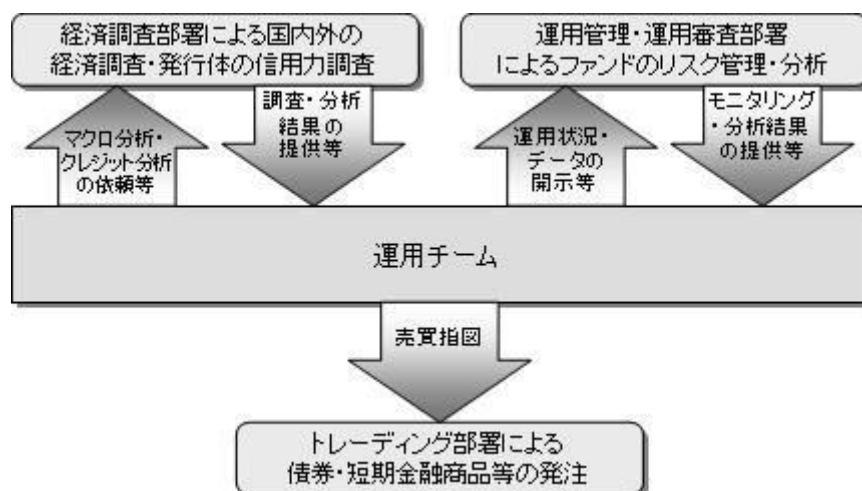 経済調査部署による国内外の
経済調査・発行体の信用力調査
運用管理・運用審査部署
によるファンドのリスク管理・分析
マクロ分析・
クレジット分析
の依頼等
調査・分析
結果の
提供等
運用状況・
データの
開示等
モニタリング
・分析結果
の提供等
運用チーム
売買指図
トレーディング部署による
債券・短期金融商品等の発注